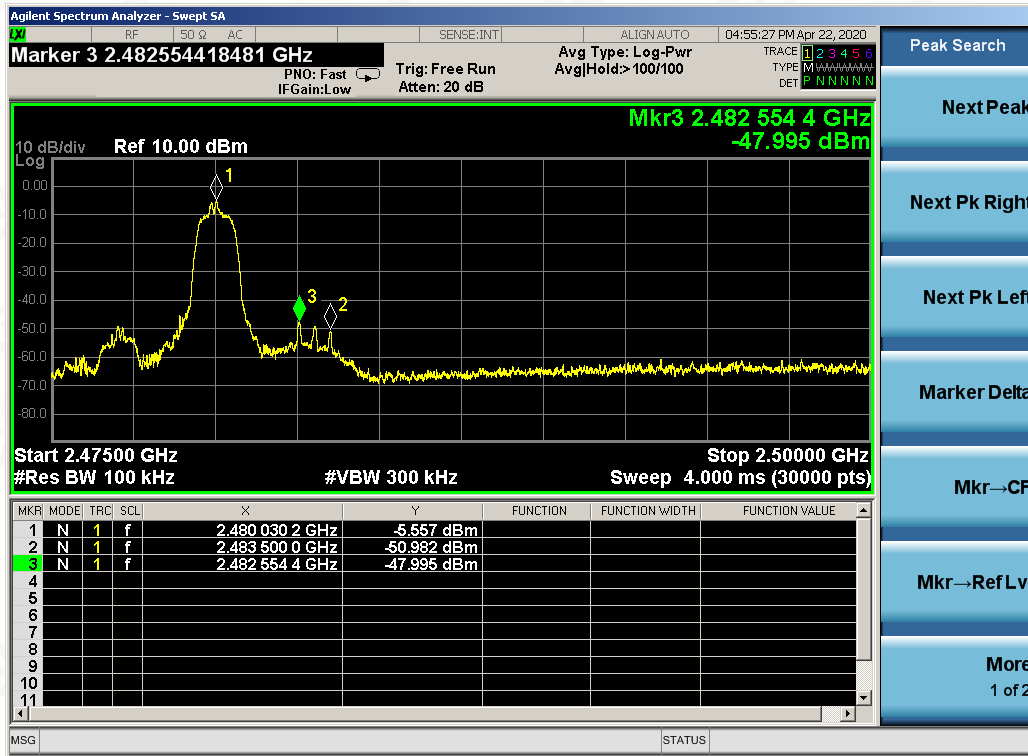 Agilent Spectrum Analyzer - Swept SA
LXI RF 50 Ω AC SENSE:INT ALIGN AUTO 04:55:27 PM Apr 22, 2020
Marker 3 2.482554418481 GHz
PNO: Fast
IFGain:Low
Trig: Free Run
Atten: 20 dB
Avg Type: Log-Pwr
Avg|Hold:> 100/100
TRACE 1 2 3 4 5 6
TYPE M W W W W W
DET P N N N N N
Mkr3 2.482 554 4 GHz
-47.995 dBm
10 dB/div Ref 10.00 dBm
Log
0.00
-10.0
-20.0
-30.0
-40.0
-50.0
-60.0
-70.0
-80.0
1
3
2
Start 2.47500 GHz Stop 2.50000 GHz
#Res BW 100 kHz #VBW 300 kHz Sweep 4.000 ms (30000 pts)
MKR MODE TRC SCL X Y FUNCTION FUNCTION WIDTH FUNCTION VALUE
1 N 1 f 2.480 030 2 GHz -5.557 dBm
2 N 1 f 2.483 500 0 GHz -50.982 dBm
3 N 1 f 2.482 554 4 GHz -47.995 dBm
4
5
6
7
8
9
10
11
MSG STATUS
Peak Search
Next Peak
Next Pk Right
Next Pk Lef
Marker Delta
Mkr→CF
Mkr→Ref Lv
More
1 of 2